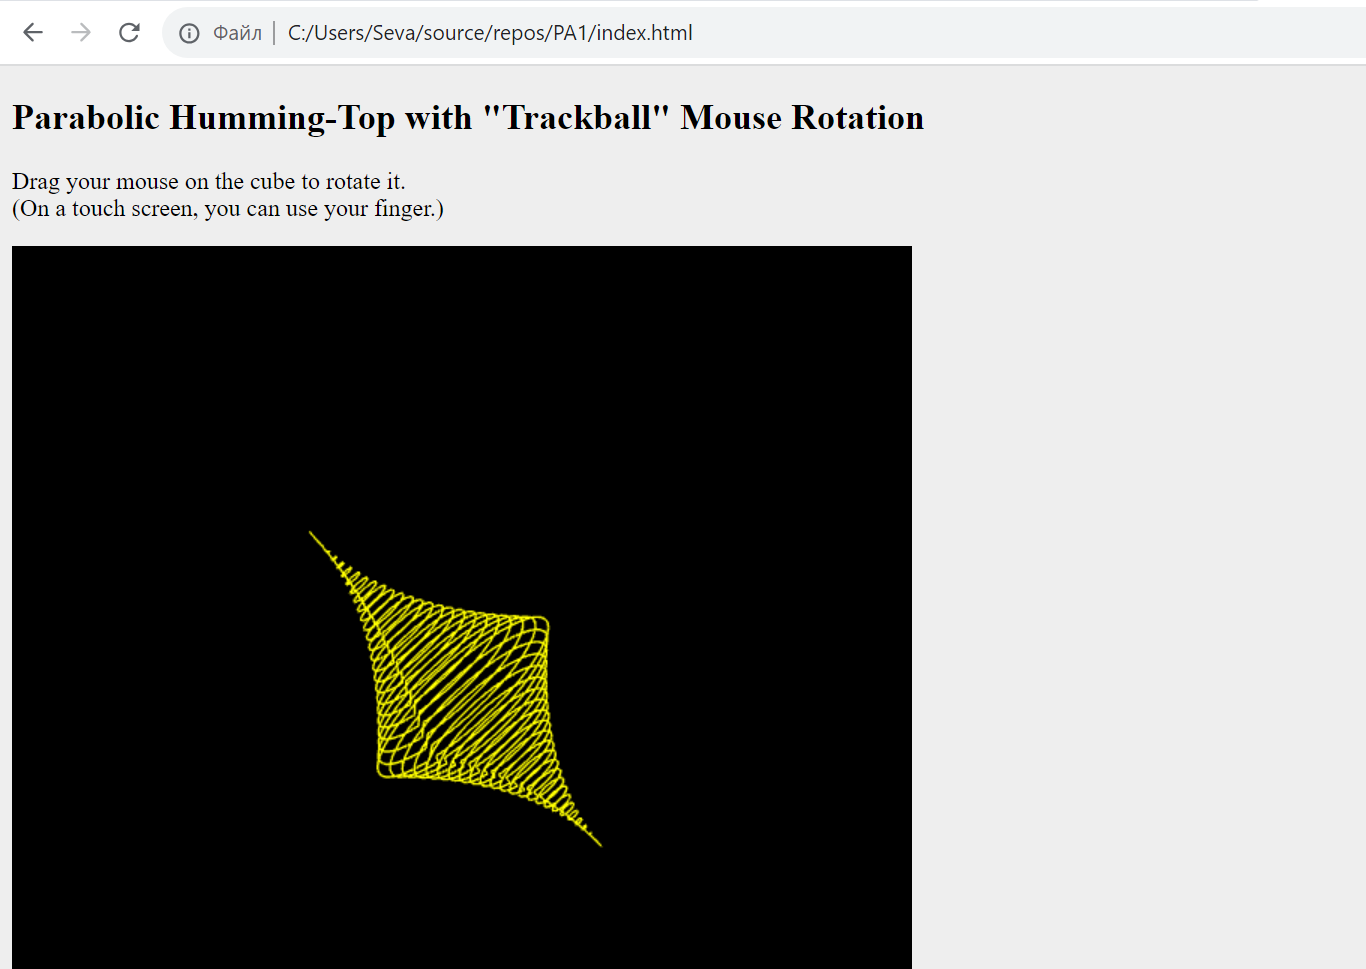 Файл | C:/Users/Seva/source/repos/PA1/index.html
Parabolic Humming-Top with "Trackball" Mouse Rotation
Drag your mouse on the cube to rotate it.
(On a touch screen, you can use your finger.)